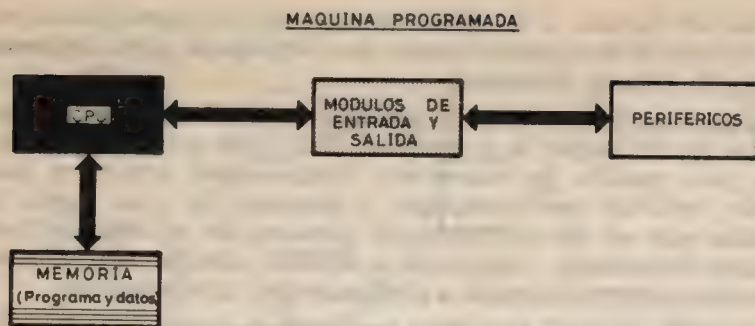 MAQUINA PROGRAMADA
CPU
MODULOS DE
ENTRADA Y
SALIDA
PERIFERICOS
MEMORIA
(Programa y datos)